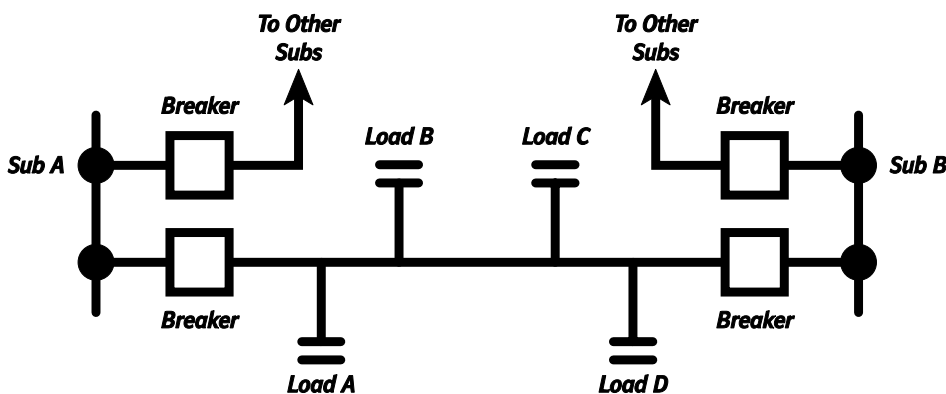 To Other
Subs
To Other
Subs
Breaker
Breaker
Load B
Load C
Sub A
Sub B
Breaker
Breaker
Load A
Load D